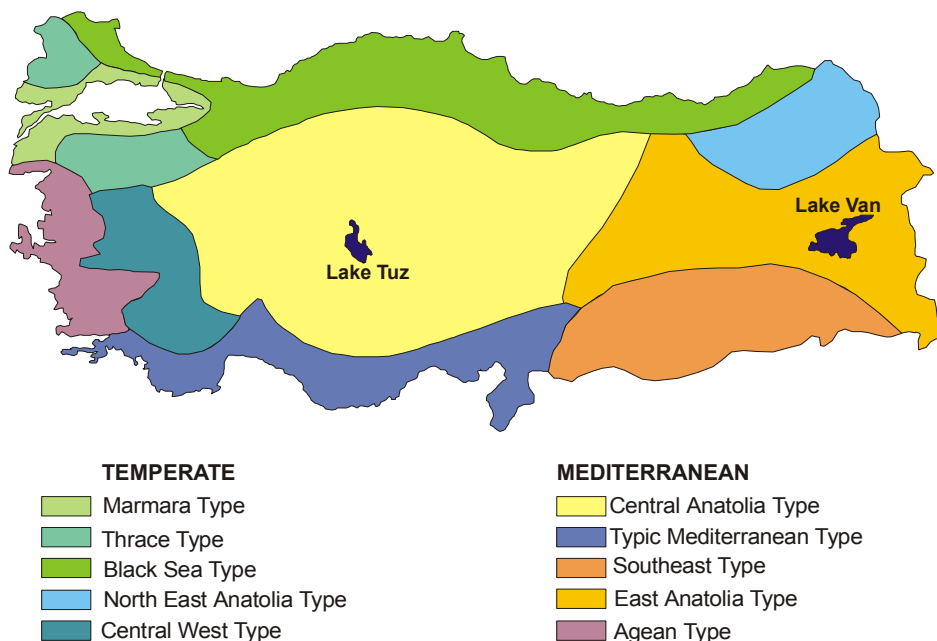 Lake Van
Lake Tuz
TEMPERATE
Marmara Type
Thrace Type
Black Sea Type
North East Anatolia Type
Central West Type
MEDITERRANEAN
Central Anatolia Type
Typic Mediterranean Type
Southeast Type
East Anatolia Type
Agean Type